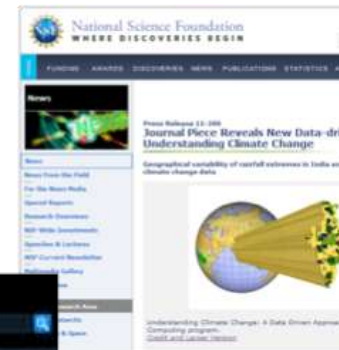 National Science Foundation
WHERE DISCOVERIES BEGIN
FUNDING AWARDS DISCOVERIES NEWS PUBLICATIONS STATISTICS
News
Press Release
Journal Piece Reveals New Data-dri
Understanding Climate Change
Geographical variability of rainfall extremes in India
climate change data
News
News From the Field
For the News Media
Special Reports
Research Overviews
NSF-Wide Investments
Speeches & Lectures
NSF Current Newsletter
Multimedia Gallery
Understanding Climate Change: A Data Driven Approac
Computing program.
Credit and Larger Version
& Space